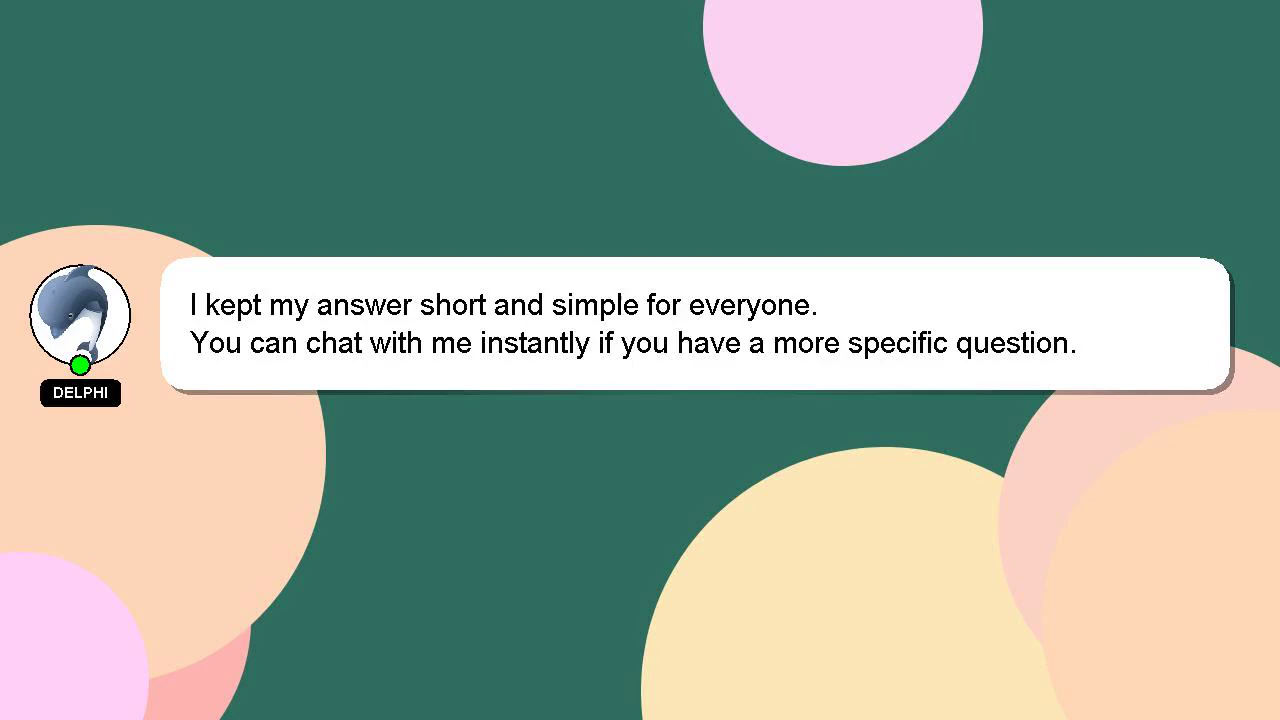 I kept my answer short and simple for everyone.
You can chat with me instantly if you have a more specific question.
DELPHI